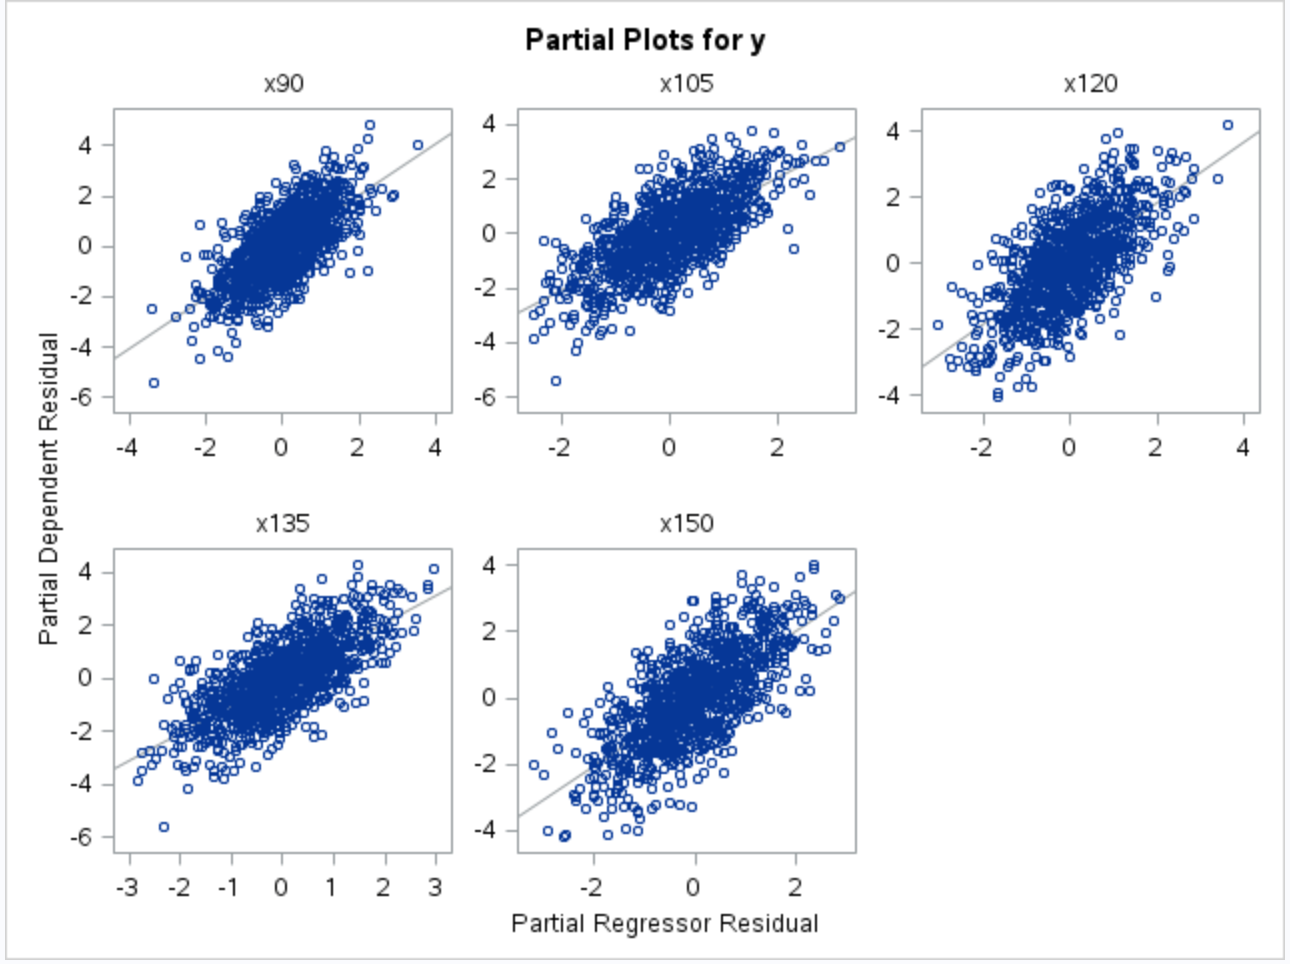 Partial Plots for y
x90 x105 x120
4 2 0 -2 -4 -6
4 2 0 -2 -4 -6
4 2 0 -2 -4
-4 -2 0 2 4
-2 0 2
-2 0 2 4
Partial Dependent Residual
x135 x150
4 2 0 -2 -4 -6
4 2 0 -2 -4
-3 -2 -1 0 1 2 3
-2 0 2
Partial Regressor Residual